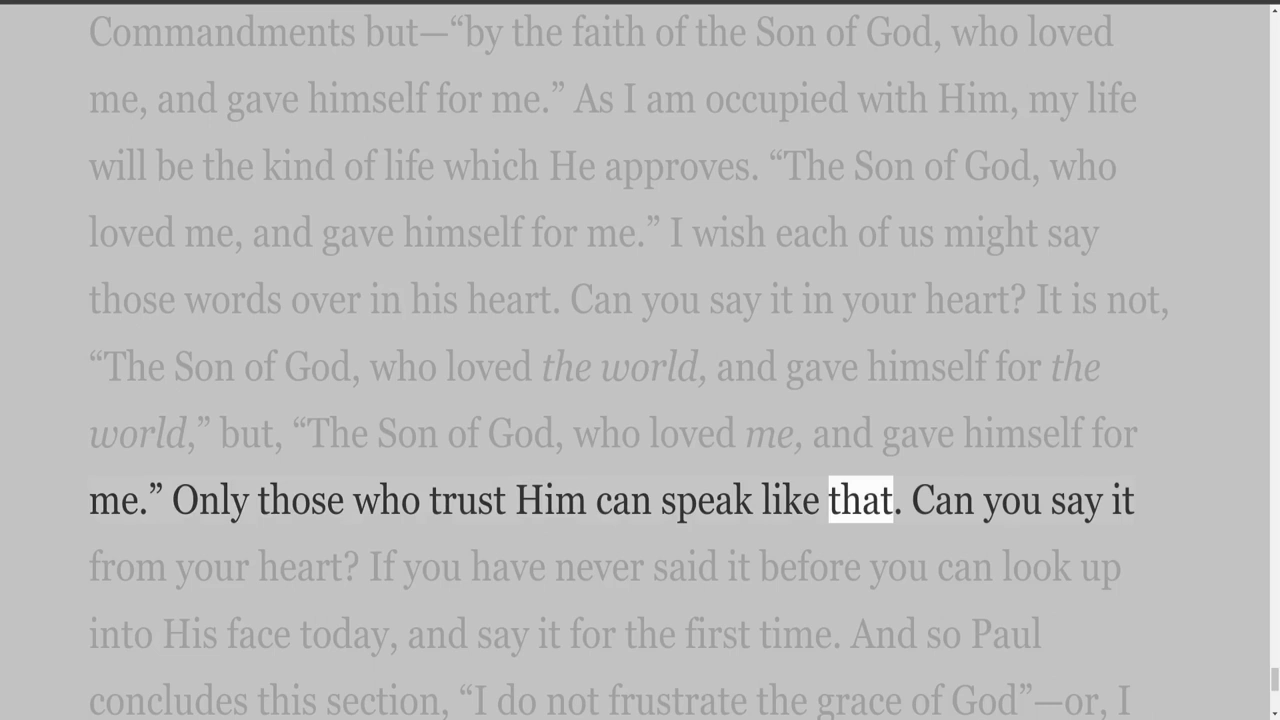 Commandments but—“by the faith of the Son of God, who loved
me, and gave himself for me.” As I am occupied with Him, my life
will be the kind of life which He approves. “The Son of God, who
loved me, and gave himself for me.” I wish each of us might say
those words over in his heart. Can you say it in your heart? It is not,
“The Son of God, who loved the world, and gave himself for the
world,” but, “The Son of God, who loved me, and gave himself for
me.” Only those who trust Him can speak like that. Can you say it
from your heart? If you have never said it before you can look up
into His face today, and say it for the first time. And so Paul
concludes this section, “I do not frustrate the grace of God”—or, I